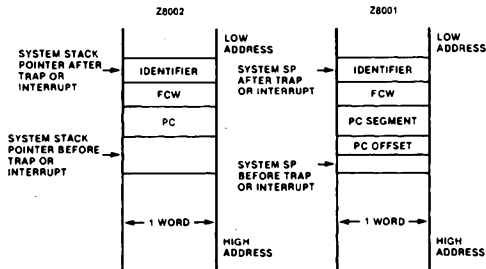 Z8002
LOW
ADDRESS
SYSTEM STACK
POINTER AFTER
TRAP OR
INTERRUPT
IDENTIFIER
FCW
PC
SYSTEM STACK
POINTER BEFORE
TRAP OR
INTERRUPT
1 WORD
HIGH
ADDRESS
Z8001
LOW
ADDRESS
SYSTEM SP
AFTER TRAP
OR INTERRUPT
IDENTIFIER
FCW
PC SEGMENT
PC OFFSET
SYSTEM SP
BEFORE TRAP
OR INTERRUPT
1 WORD
HIGH
ADDRESS